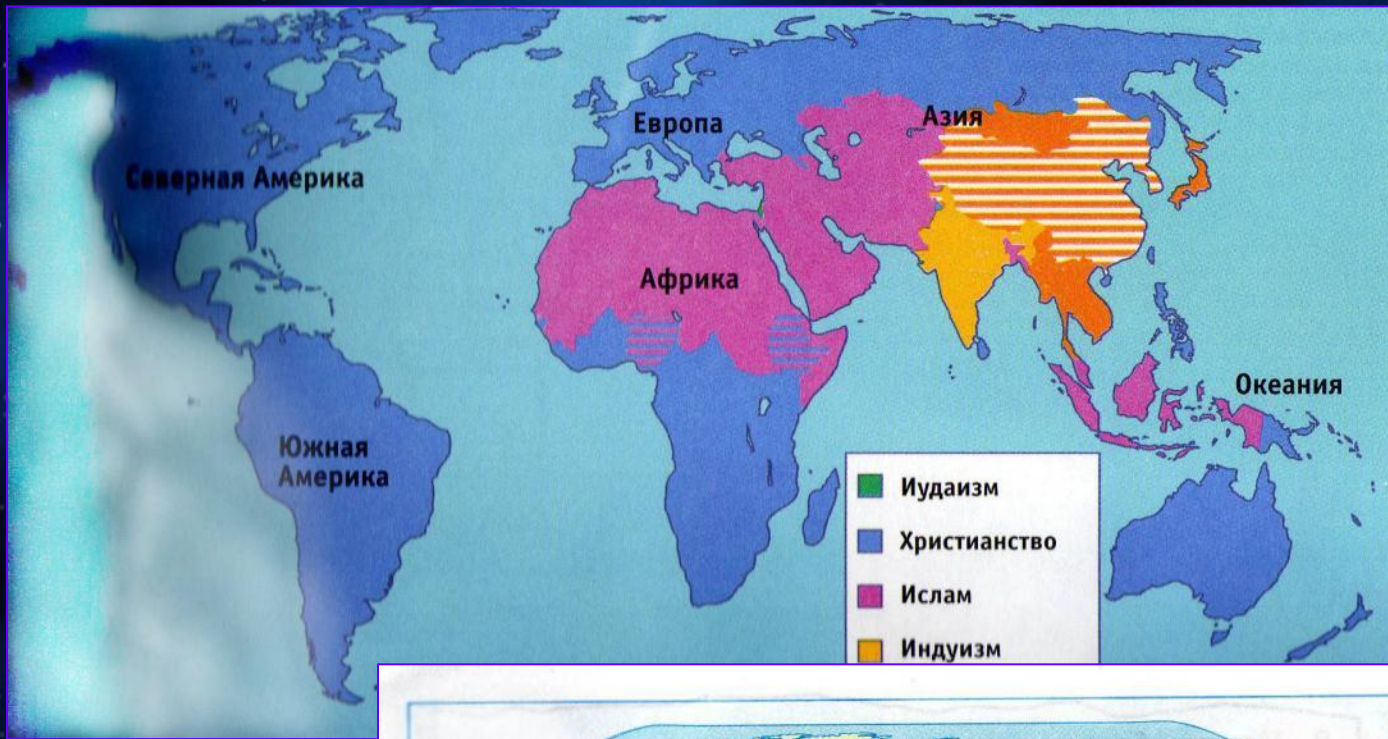 Европа
Азия
Северная Америка
Африка
Океания
Южная
Америка
Иудаизм
Христианство
Ислам
Индуизм